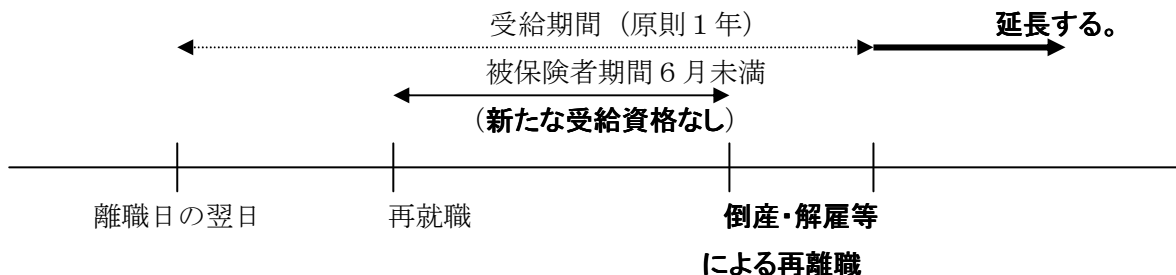 受給期間（原則１年）
延長する。
被保険者期間６月未満
（新たな受給資格なし）
離職日の翌日
再就職
倒産・解雇等
による再離職